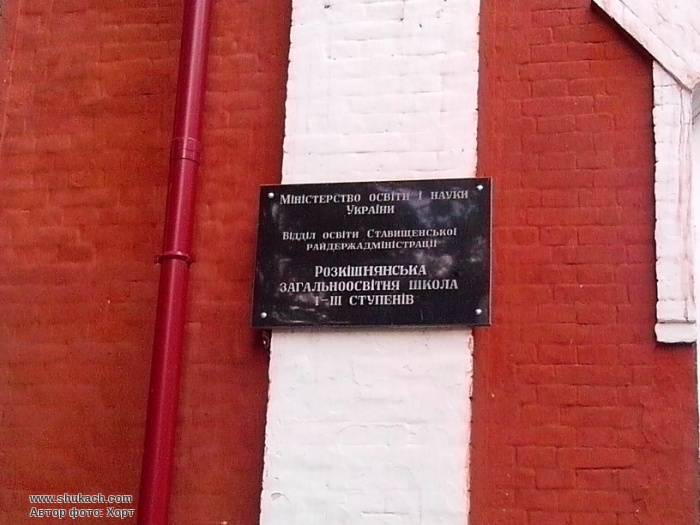 Міністерство освіти і науки
України
Відділ освіти Ставищенської
райдержадміністрації
Розкішнянська
загальноосвітня школа
І-ІІІ ступенів
www.shukach.com
Автор фото: Хорт